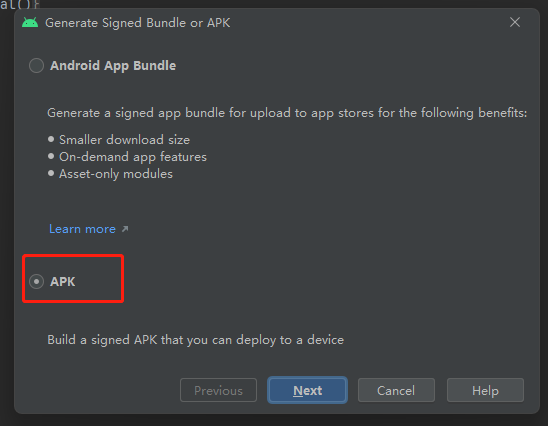 al()}
Generate Signed Bundle or APK
Android App Bundle
Generate a signed app bundle for upload to app stores for the following benefits:
• Smaller download size
• On-demand app features
• Asset-only modules
Learn more ↗
APK
Build a signed APK that you can deploy to a device
Previous
Next
Cancel
Help